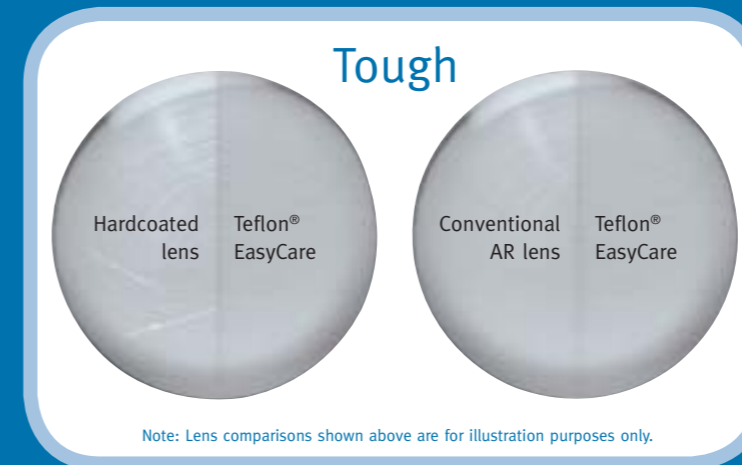 Tough
Hardcoated
lens
Teflon®
EasyCare
Conventional
AR lens
Teflon®
EasyCare
Note: Lens comparisons shown above are for illustration purposes only.